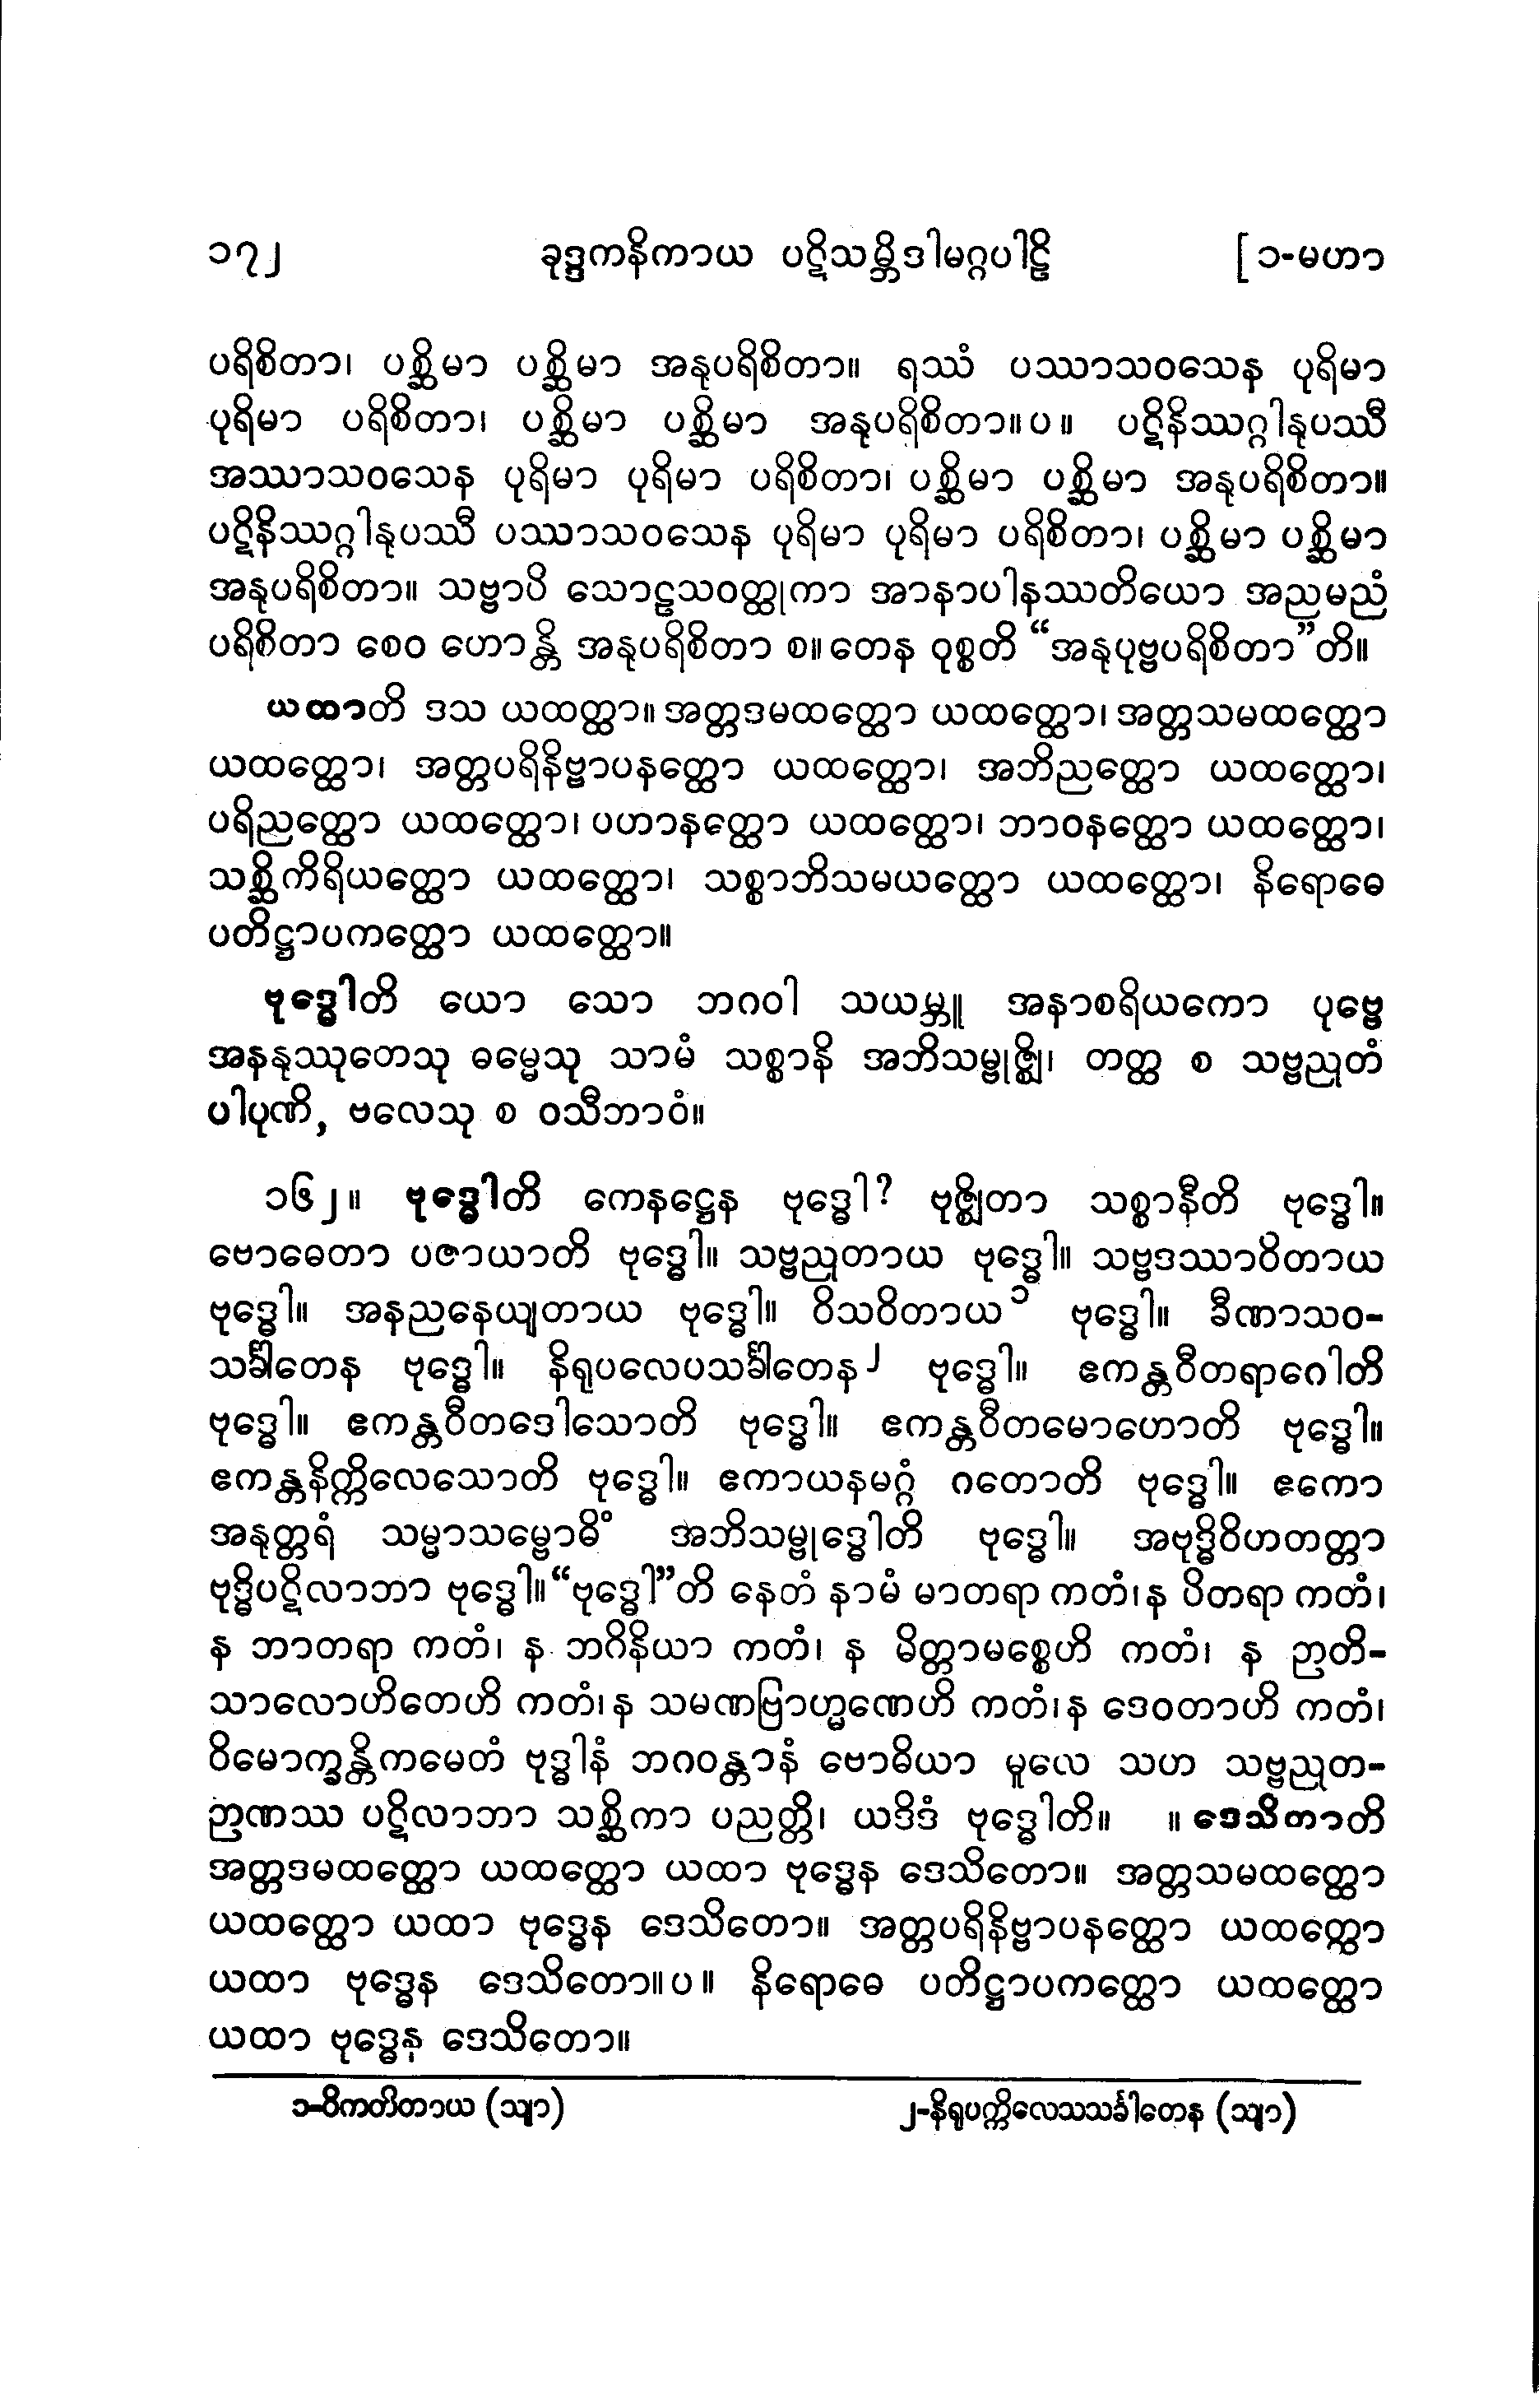 ၁၇၂ ခုဒ္ဒကနိကာယ ပဋိသမ္ဘိဒါမဂ္ဂပါဠိ [ ၁-မဟာ
ပရိစိတာ၊ ပစ္ဆိမာ ပစ္ဆိမာ အနုပရိစိတာ။ ရဿံ ပဿာသဝသေန ပုရိမာ
ပုရိမာ ပရိစိတာ၊ ပစ္ဆိမာ ပစ္ဆိမာ အနုပရိစိတာ။ပ။ ပဋိနိဿဂ္ဂါနုပဿီ
အဿာသဝသေန ပုရိမာ ပုရိမာ ပရိစိတာ၊ ပစ္ဆိမာ ပစ္ဆိမာ အနုပရိစိတာ။
ပဋိနိဿဂ္ဂါနုပဿီ ပဿာသဝသေန ပုရိမာ ပုရိမာ ပရိစိတာ၊ ပစ္ဆိမာ ပစ္ဆိမာ
အနုပရိစိတာ။ သဗ္ဗာပိ သောဠသဝတ္ထုကာ အာနာပါနဿတိယော အညမညံ
ပရိစိတာ စေဝ ဟောန္တိ အနုပရိစိတာ စ။ တေန ဝုစ္စတိ “အနုပုဗ္ဗပရိစိတာ”တိ။
ယထာတိ ဒသ ယထတ္ထာ။ အတ္တဒမထတ္ထော ယထတ္ထော၊ အတ္တသမထတ္ထော
ယထတ္ထော၊ အတ္တပရိနိဗ္ဗာပနတ္ထော ယထတ္ထော၊ အဘိညတ္ထော ယထတ္ထော၊
ပရိညတ္ထော ယထတ္ထော၊ ပဟာနတ္ထော ယထတ္ထော၊ ဘာဝနတ္ထော ယထတ္ထော၊
သစ္ဆိကိရိယတ္ထော ယထတ္ထော၊ သစ္စာဘိသမယတ္ထော ယထတ္ထော၊ နိရောဓေ
ပတိဋ္ဌာပကတ္ထော ယထတ္ထော။
ဗုဒ္ဓေါတိ ယော သော ဘဂဝါ သယမ္ဘူ အနာစရိယကော ပုဗ္ဗေ
အနနုဿုတေသု ဓမ္မေသု သာမံ သစ္စာနိ အဘိသမ္ဗုဇ္ဈိ၊ တတ္ထ စ သဗ္ဗညုတံ
ပါပုဏိ, ဗလေသု စ ဝသီဘာဝံ။
၁၆၂။ ဗုဒ္ဓေါတိ ကေနဋ္ဌေန ဗုဒ္ဓေါ? ဗုဇ္ဈိတာ သစ္စာနီတိ ဗုဒ္ဓေါ။
ဗောဓေတာ ပဇာယာတိ ဗုဒ္ဓေါ။ သဗ္ဗညုတာယ ဗုဒ္ဓေါ။ သဗ္ဗဒဿာဝိတာယ
ဗုဒ္ဓေါ။ အနညနေယျတာယ ဗုဒ္ဓေါ။ ဝိသဝိတာယ၁ ဗုဒ္ဓေါ။ ခီဏာသဝ-
သင်္ခါတေန ဗုဒ္ဓေါ။ နိရုပလေပသင်္ခါတေန၂ ဗုဒ္ဓေါ။ ဧကန္တဝီတရာဂေါတိ
ဗုဒ္ဓေါ။ ဧကန္တဝီတဒေါသောတိ ဗုဒ္ဓေါ။ ဧကန္တဝီတမောဟောတိ ဗုဒ္ဓေါ။
ဧကန္တနိက္ကိလေသောတိ ဗုဒ္ဓေါ။ ဧကာယနမဂ္ဂံ ဂတောတိ ဗုဒ္ဓေါ။ ဧကော
အနုတ္တရံ သမ္မာသမ္ဗောဓိံ အဘိသမ္ဗုဒ္ဓေါတိ ဗုဒ္ဓေါ။ အဗုဒ္ဓိဝိဟတတ္တာ
ဗုဒ္ဓိပဋိလာဘာ ဗုဒ္ဓေါ။ “ဗုဒ္ဓေါ”တိ နေတံ နာမံ မာတရာ ကတံ၊ န ပိတရာ ကတံ၊
န ဘာတရာ ကတံ၊ န ဘဂိနိယာ ကတံ၊ န မိတ္တာမစ္စေဟိ ကတံ၊ န ဉာတိ-
သာလောဟိတေဟိ ကတံ၊ န သမဏဗြာဟ္မဏေဟိ ကတံ၊ န ဒေဝတာဟိ ကတံ၊
ဝိမောက္ခန္တိကမေတံ ဗုဒ္ဓါနံ ဘဂဝန္တာနံ ဗောဓိယာ မူလေ သဟ သဗ္ဗညုတ-
ဉာဏဿ ပဋိလာဘာ သစ္ဆိကာ ပညတ္တိ၊ ယဒိဒံ ဗုဒ္ဓေါတိ။ ။ ဒေသိတာတိ
အတ္တဒမထတ္ထော ယထတ္ထော ယထာ ဗုဒ္ဓေန ဒေသိတော။ အတ္တသမထတ္ထော
ယထတ္ထော ယထာ ဗုဒ္ဓေန ဒေသိတော။ အတ္တပရိနိဗ္ဗာပနတ္ထော ယထတ္ထော
ယထာ ဗုဒ္ဓေန ဒေသိတော။ပ။ နိရောဓေ ပတိဋ္ဌာပကတ္ထော ယထတ္ထော
ယထာ ဗုဒ္ဓေန ဒေသိတော။
၁-ဝိကတိတာယ (သျာ) ၂-နိရုပက္ကိလေသသင်္ခါတေန (သျာ)